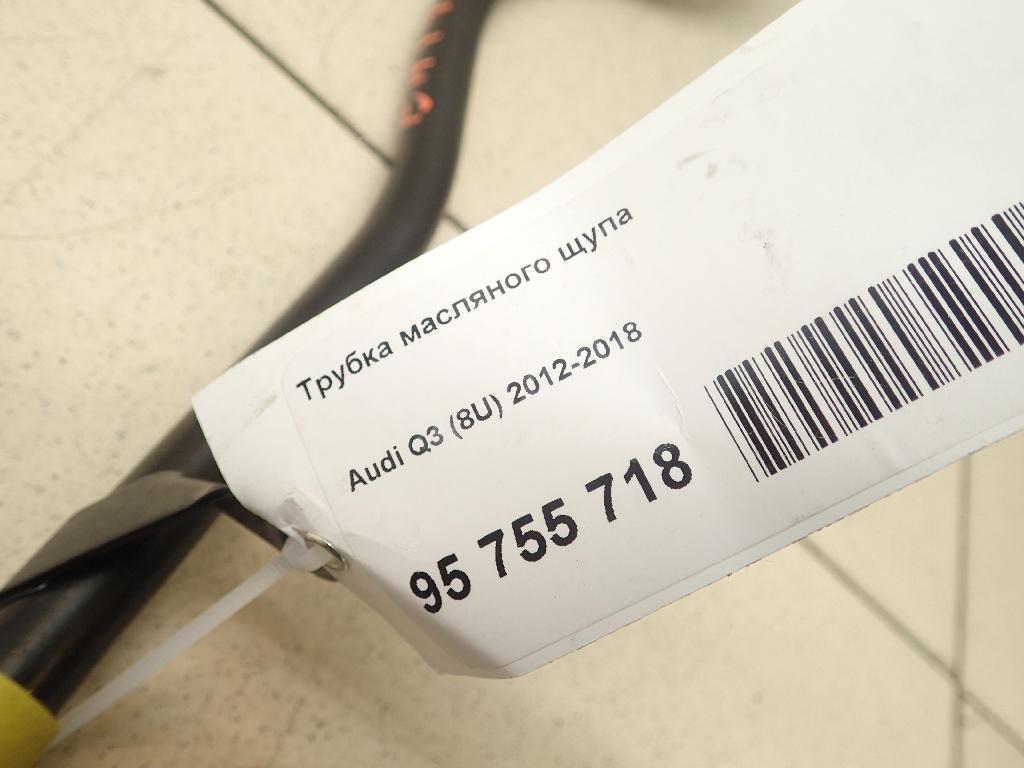 Трубка масляного щупа
Audi Q3 (8U) 2012-2018
95 755 718